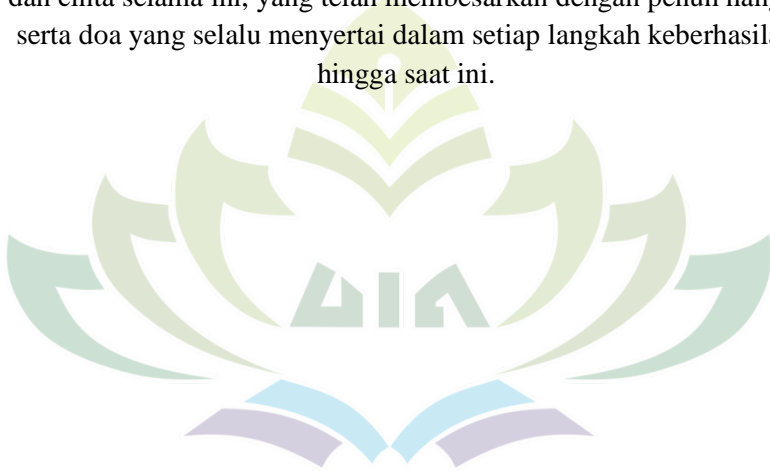 dan cinta selama ini, yang telah membesarkan dengan penuh
serta doa yang selalu menyertai dalam setiap langkah
hingga saat ini.
UIN